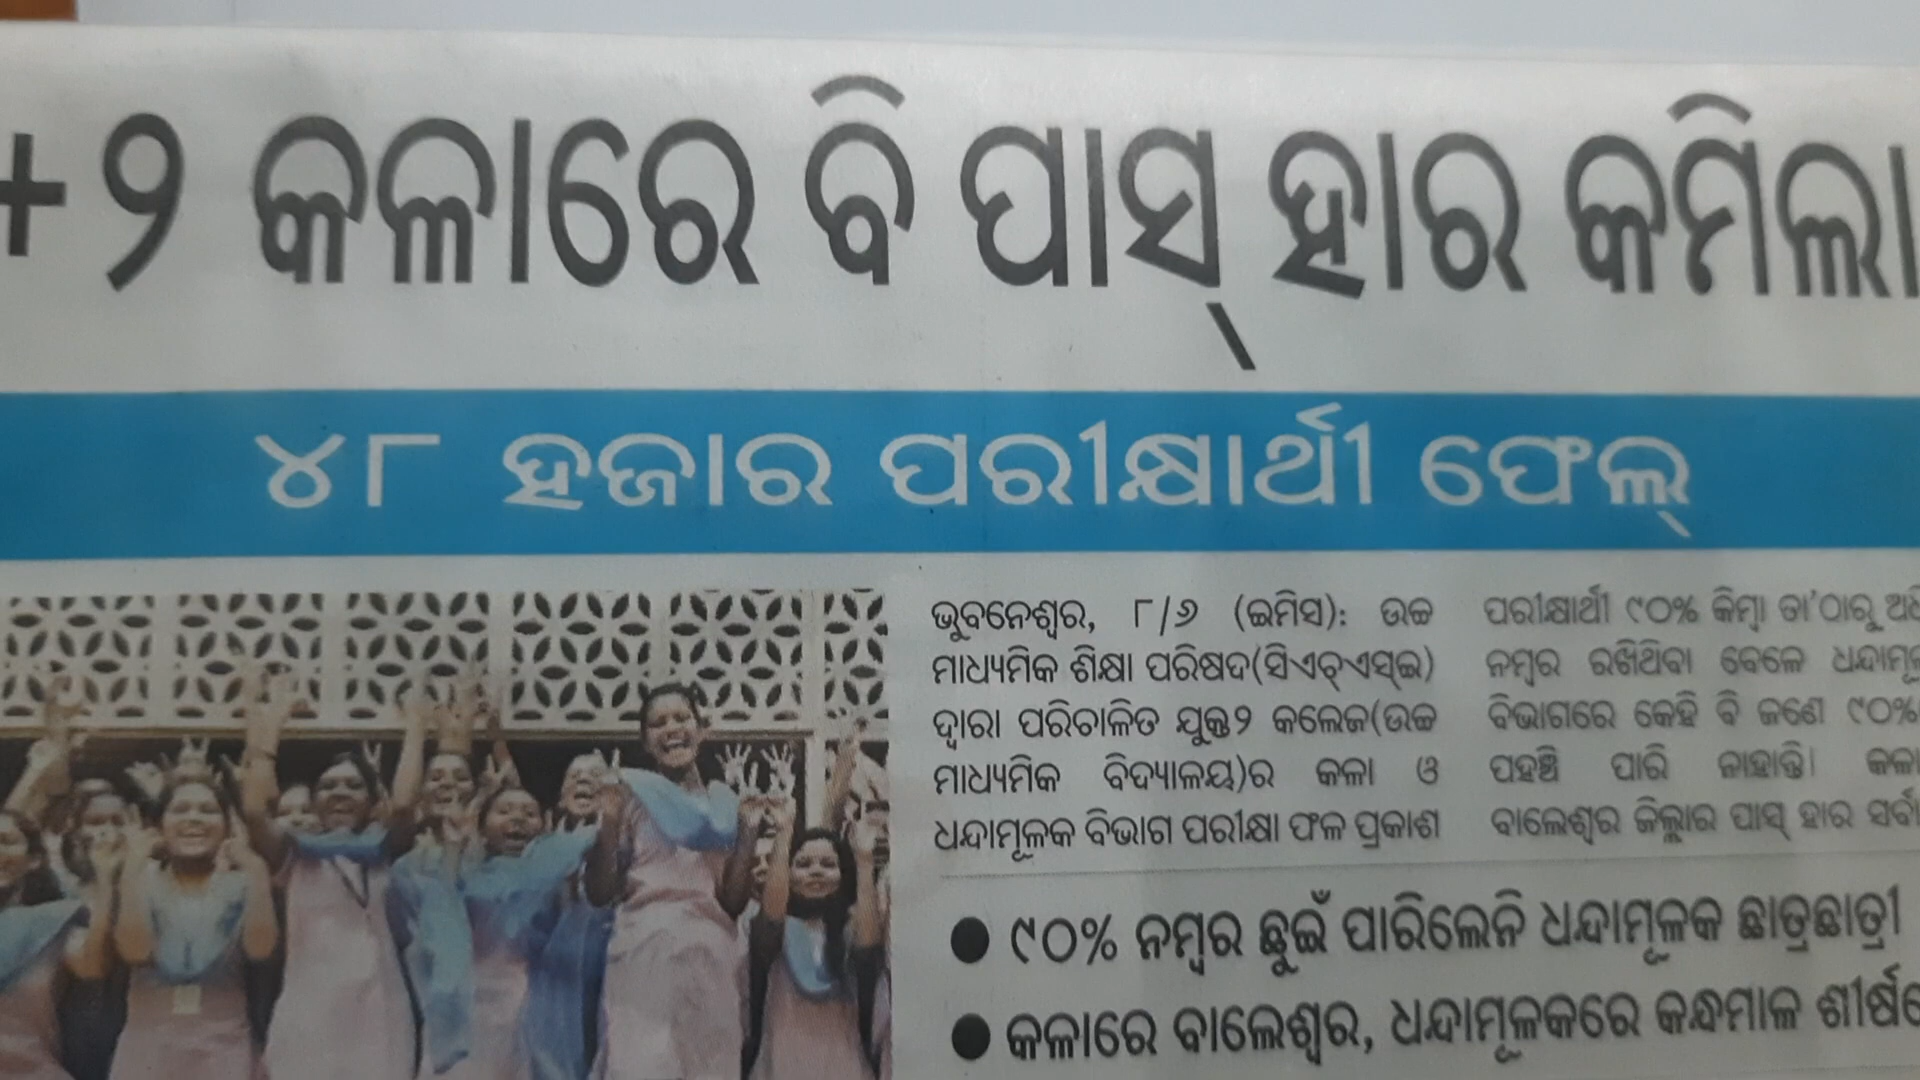 +୨ କଳାରେ ବି ପାସ୍ ହାର କମିଲା
୪୮ ହଜାର ପରୀକ୍ଷାର୍ଥୀ ଫେଲ୍
ଭୁବନେଶ୍ୱର, ୮/୬ (ଇମିସ): ଉଚ୍ଚ
ମାଧ୍ୟମିକ ଶିକ୍ଷା ପରିଷଦ(ସିଏଚ୍ଏସ୍ଇ)
ଦ୍ୱାରା ପରିଚାଳିତ ଯୁକ୍ତ୨ କଲେଜ(ଉଚ୍ଚ
ମାଧ୍ୟମିକ ବିଦ୍ୟାଳୟ)ର କଳା ଓ
ଧନ୍ଦାମୂଳକ ବିଭାଗ ପରୀକ୍ଷା ଫଳ ପ୍ରକାଶ
ପରୀକ୍ଷାର୍ଥୀ ୯୦% କିମ୍ବା ତା'ଠାରୁ
ନମ୍ବର ରଖିଥିବା ବେଳେ
ବିଭାଗରେ କେହି ବି ଜଣେ ୯୦%
ପହଞ୍ଚି ପାରି ନାହାନ୍ତି। କଳା
ବାଲେଶ୍ୱର ଜିଲ୍ଲାର ପାସ୍ ହାର
● ୯୦% ନମ୍ବର ଛୁଇଁ ପାରିଲେନି ଧନ୍ଦାମୂଳକ ଛାତ୍ରଛାତ୍ରୀ
● କଳାରେ ବାଲେଶ୍ୱର, ଧନ୍ଦାମୂଳକରେ କନ୍ଧମାଳ